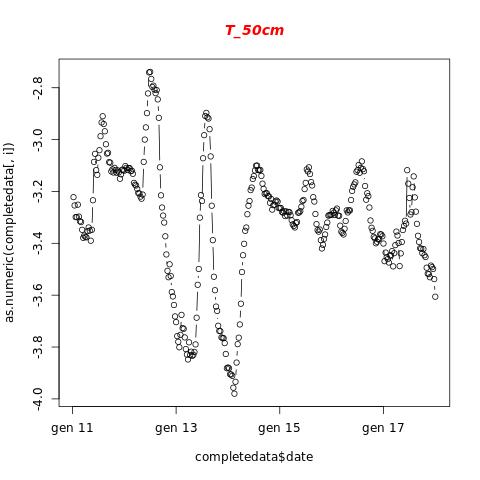 T_50cm
as.numeric(completedata[, i])
-2.8
-3.0
-3.2
-3.4
-3.6
-3.8
-4.0
gen 11
gen 13
gen 15
gen 17
completedata$date